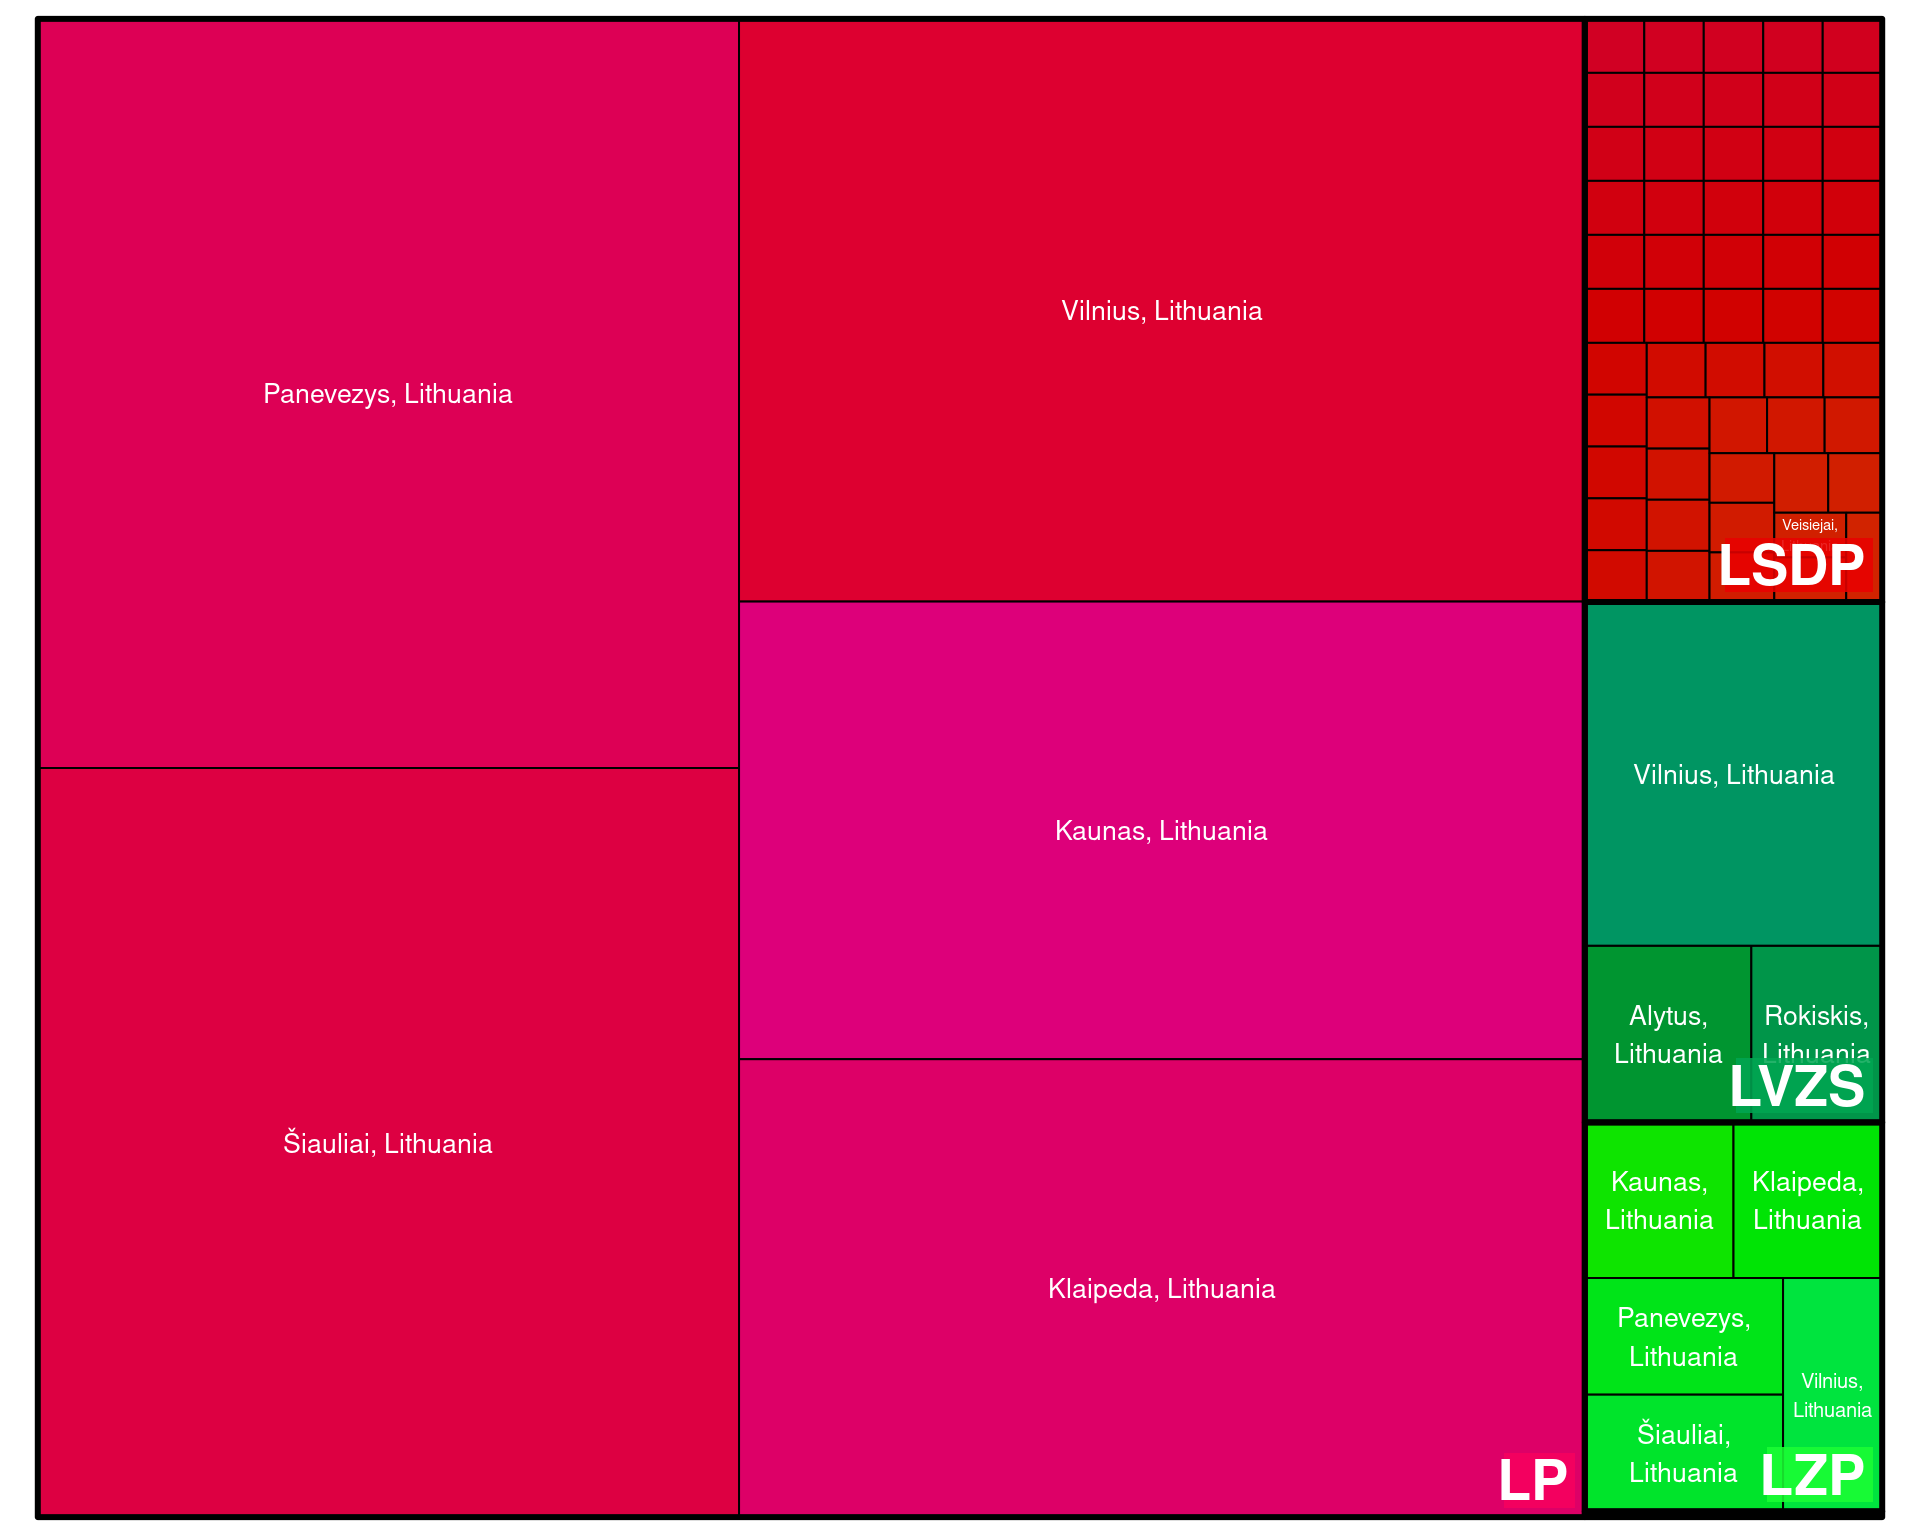 Panevezys, Lithuania
Šiauliai, Lithuania
Vilnius, Lithuania
Kaunas, Lithuania
Klaipeda, Lithuania
LP
Veisiejai,
LSDP
Vilnius, Lithuania
Alytus,
Lithuania
Rokiskis,
Lithuania
LVZS
Kaunas,
Lithuania
Klaipeda,
Lithuania
Panevezys,
Lithuania
Šiauliai,
Lithuania
Vilnius,
Lithuania
LZP